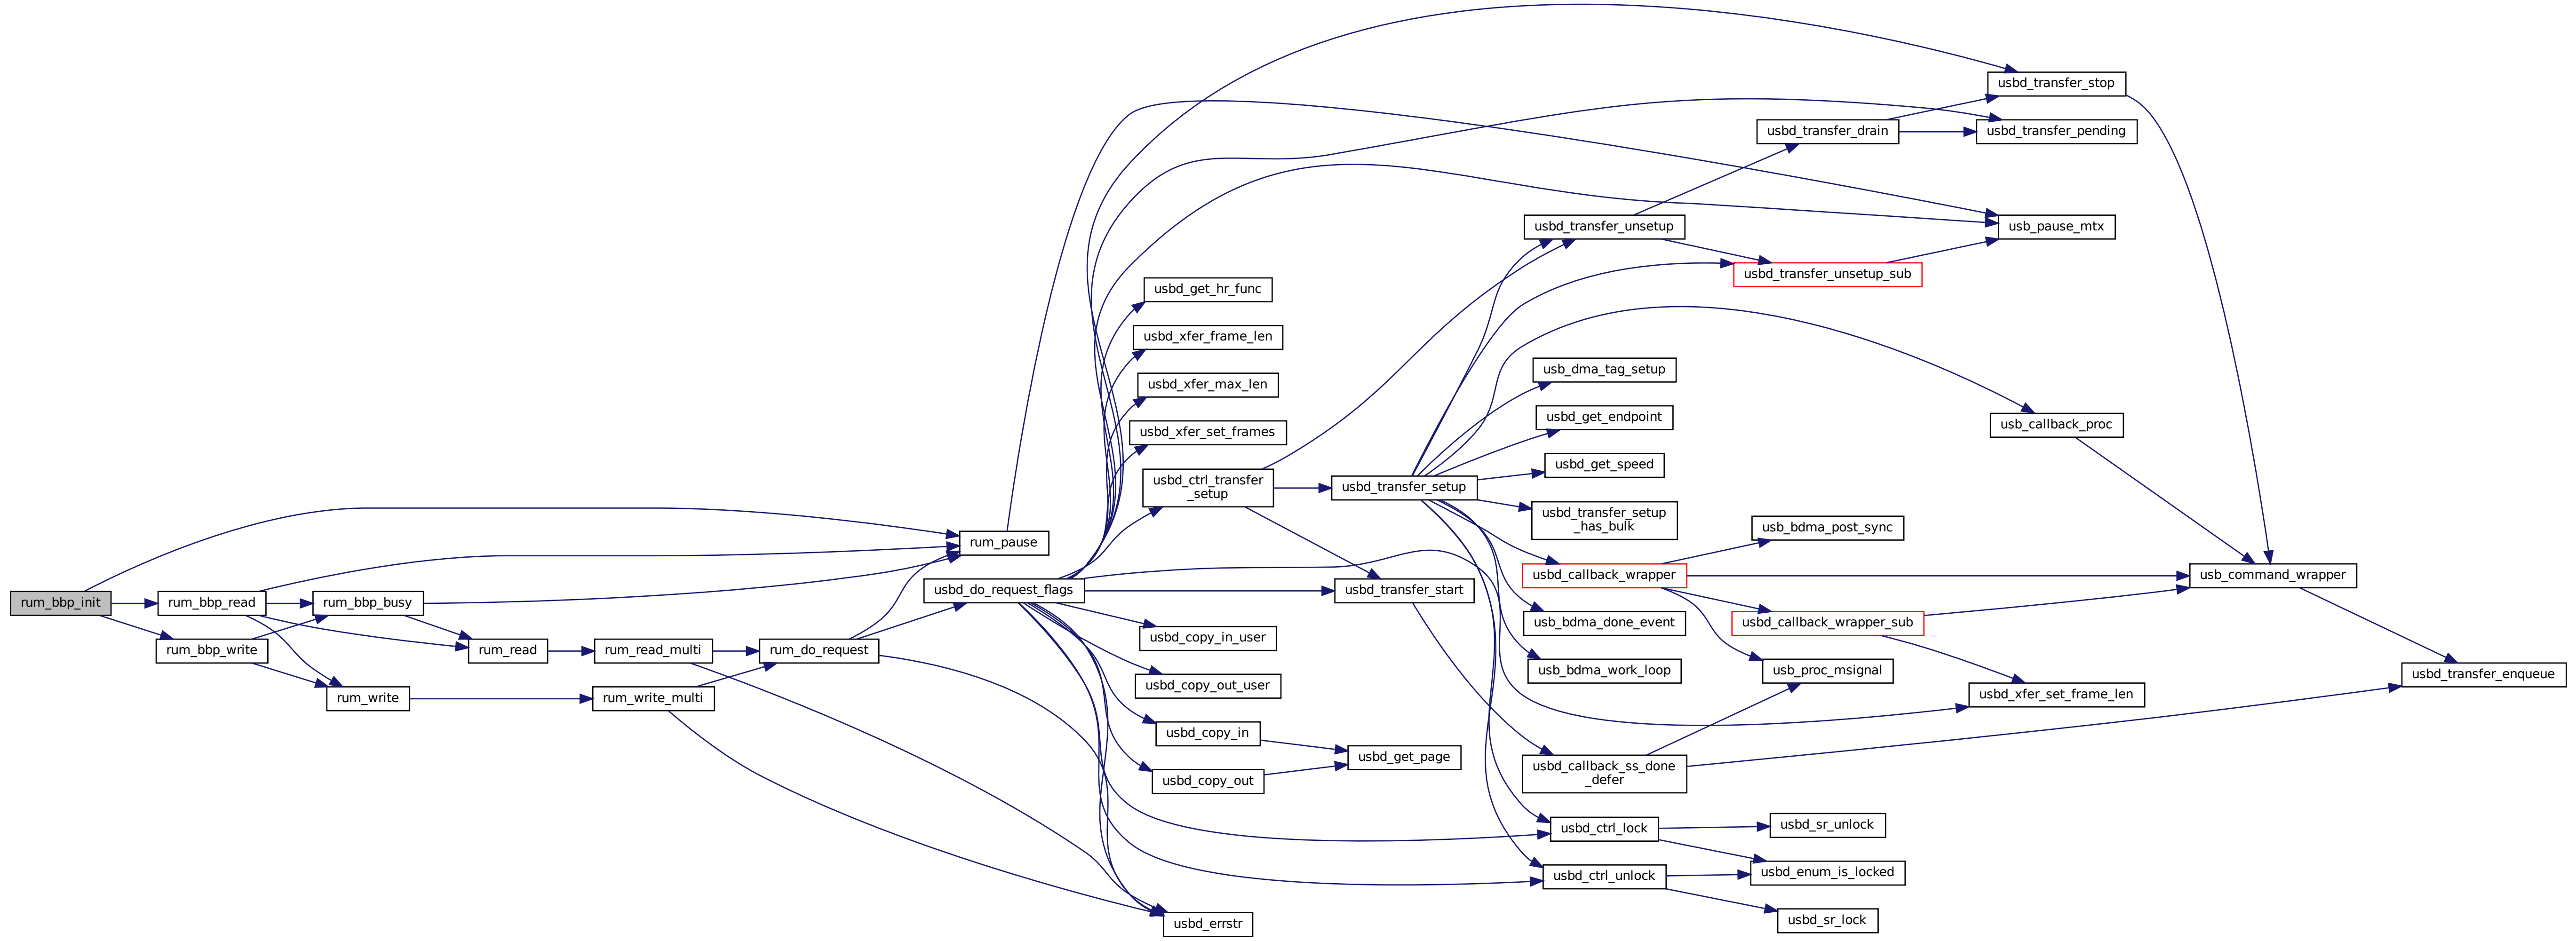 rum_bbp_init
rum_bbp_read
rum_bbp_write
rum_bbp_busy
rum_write
rum_read
rum_read_multi
rum_write_multi
rum_do_request
rum_pause
usbd_do_request_flags
usbd_get_hr_func
usbd_xfer_frame_len
usbd_xfer_max_len
usbd_xfer_set_frames
usbd_ctrl_transfer
_setup
usbd_copy_in_user
usbd_copy_out_user
usbd_copy_in
usbd_copy_out
usbd_errstr
usbd_transfer_setup
usbd_transfer_start
usbd_get_page
usbd_transfer_unsetup
usb_dma_tag_setup
usbd_get_endpoint
usbd_get_speed
usbd_transfer_setup
_has_bulk
usbd_callback_wrapper
usb_bdma_done_event
usb_bdma_work_loop
usbd_callback_ss_done
_defer
usbd_ctrl_lock
usbd_ctrl_unlock
usbd_transfer_drain
usbd_transfer_unsetup_sub
usb_bdma_post_sync
usbd_callback_wrapper_sub
usb_proc_msignal
usbd_sr_unlock
usbd_enum_is_locked
usbd_sr_lock
usbd_transfer_stop
usbd_transfer_pending
usb_pause_mtx
usb_callback_proc
usbd_xfer_set_frame_len
usb_command_wrapper
usbd_transfer_enqueue